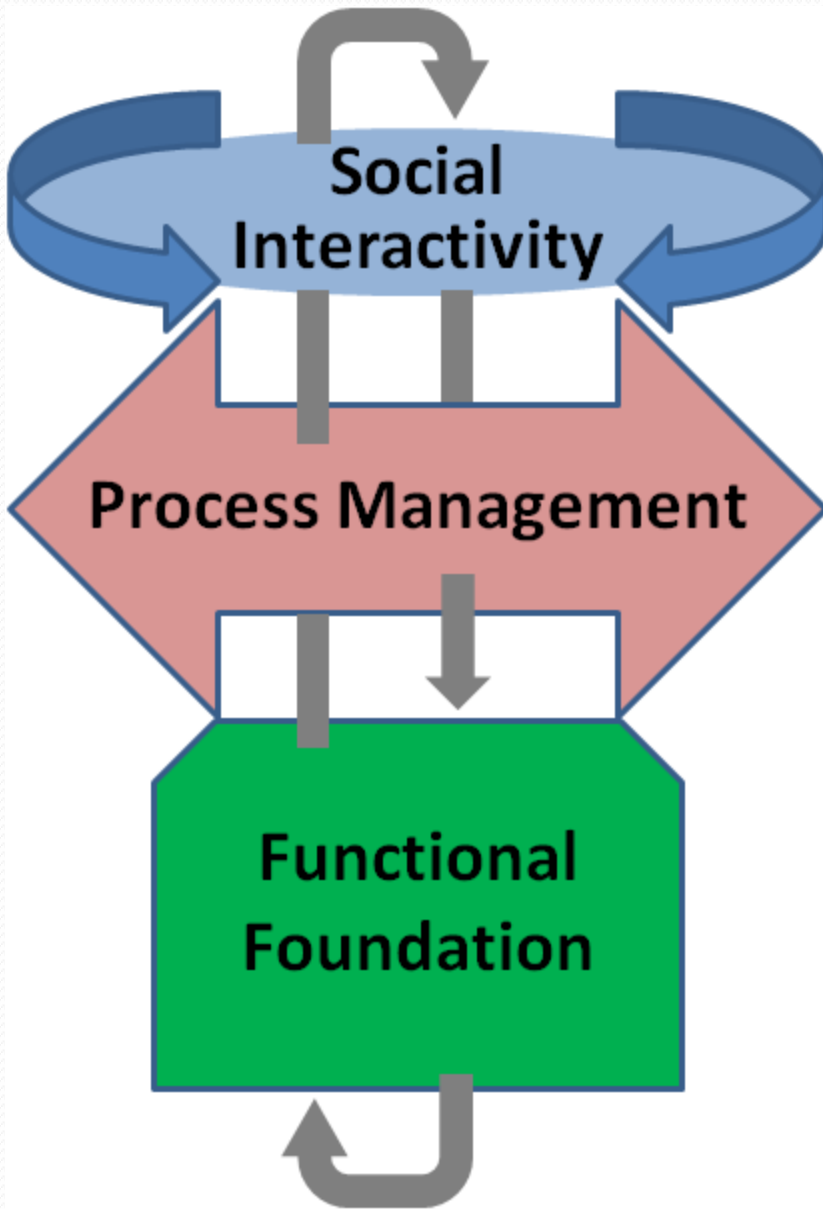 Social
Interactivity
Process Management
Functional
Foundation